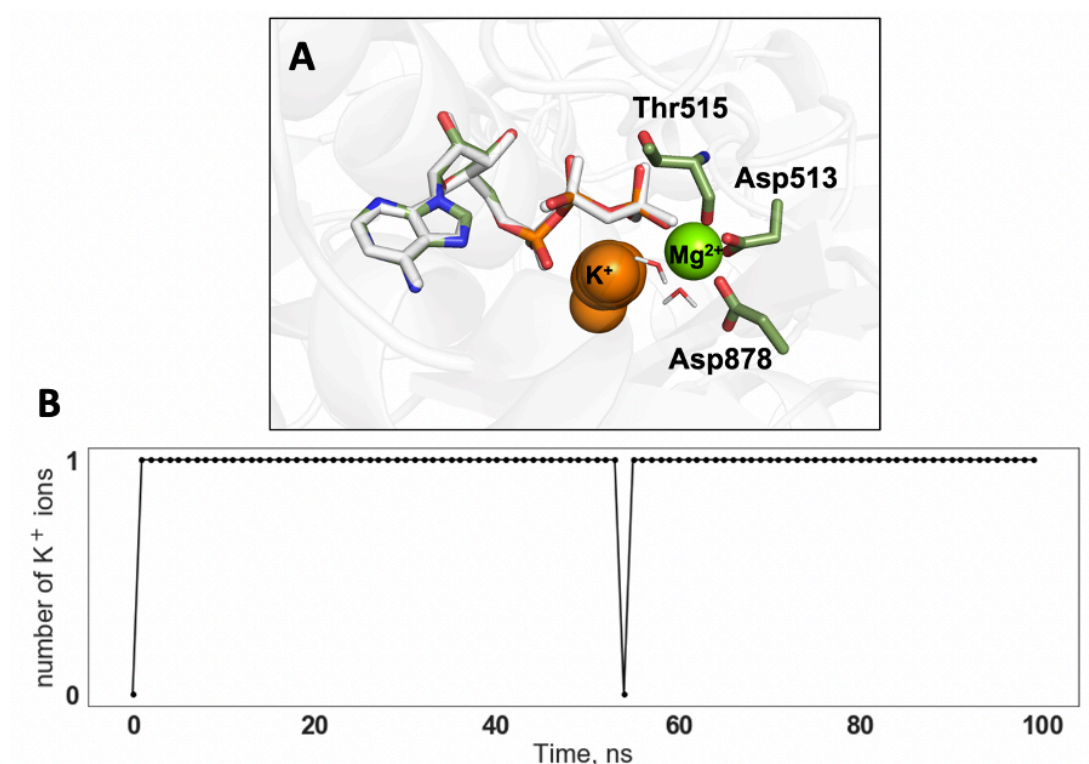 A
Thr515
Asp513
Mg²⁺
K⁺
Asp878
B
number of K⁺ ions
1
0
0 20 40 60 80 100
Time, ns